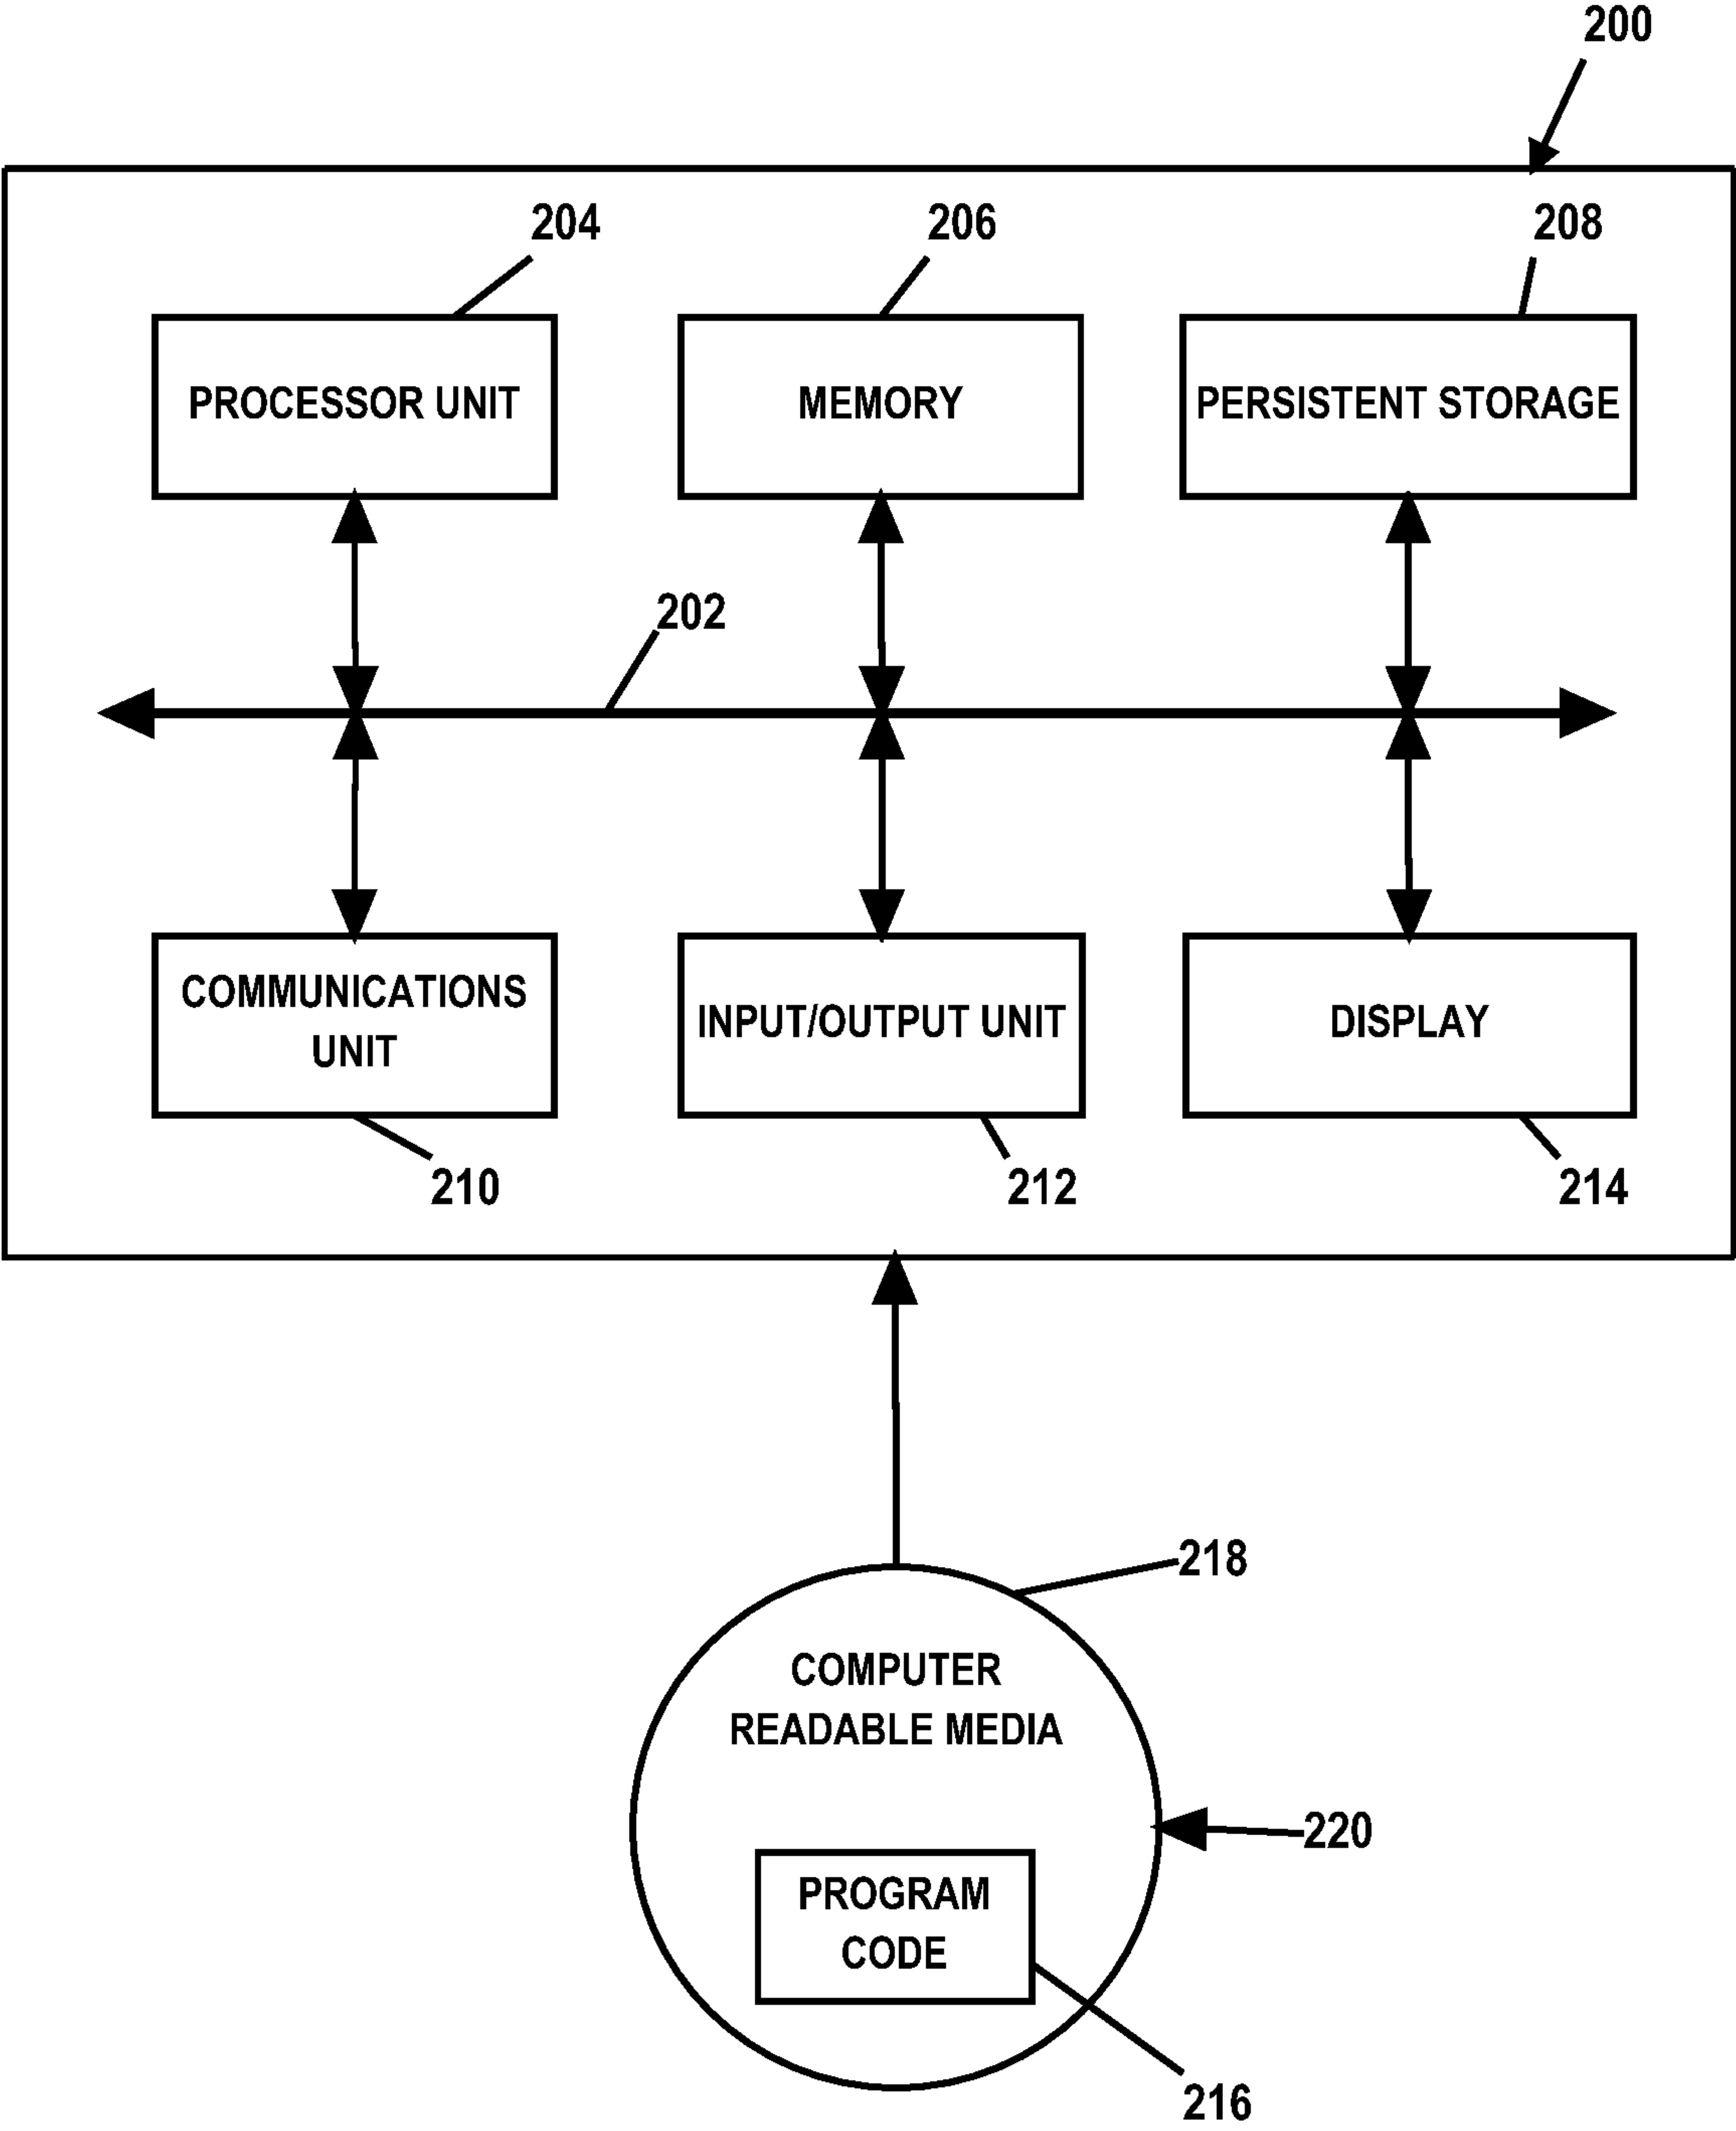 200
204
206
208
PROCESSOR UNIT
MEMORY
PERSISTENT STORAGE
202
COMMUNICATIONS
UNIT
INPUT/OUTPUT UNIT
DISPLAY
210
212
214
218
COMPUTER
READABLE MEDIA
220
PROGRAM
CODE
216